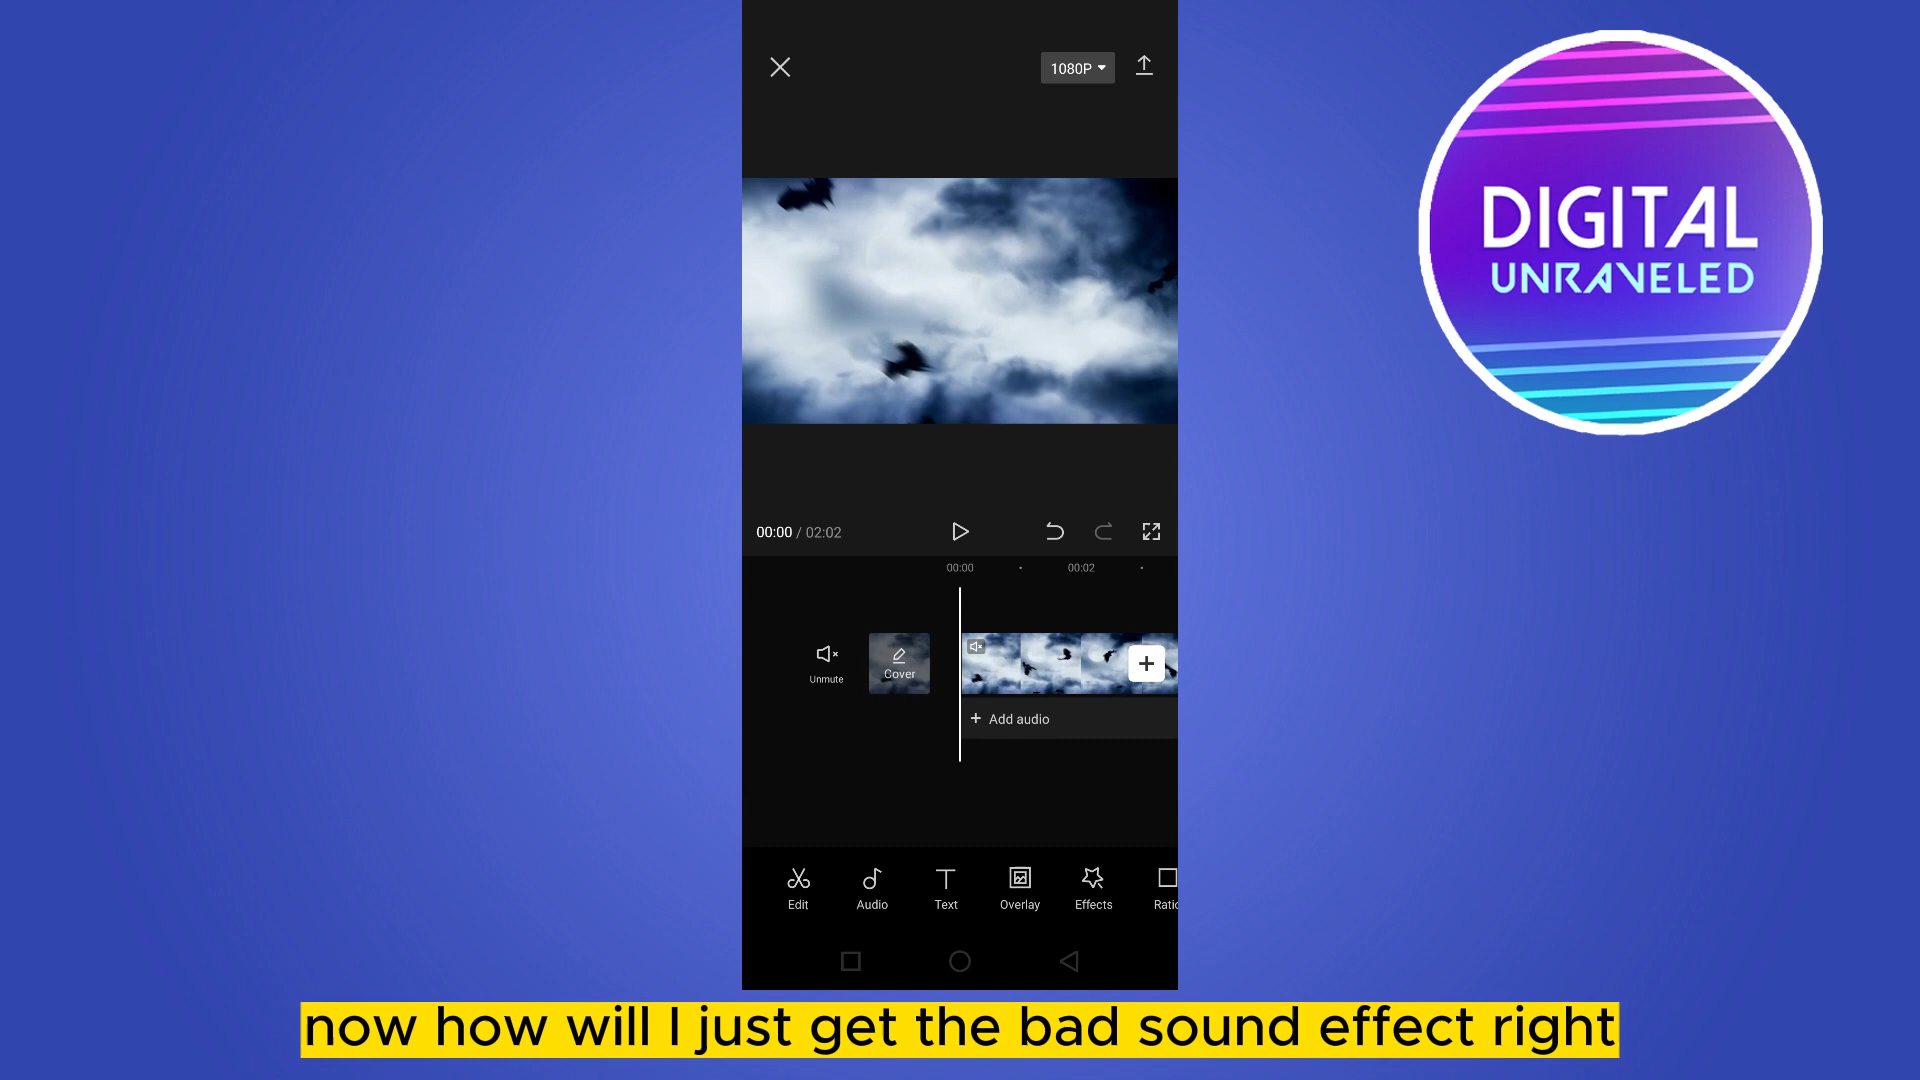 1080P
DIGITAL
UNRAVELED
00:00 / 02:02
00:00
00:02
Unmute
Cover
+ Add audio
Edit
Audio
Text
Overlay
Effects
Ratio
now how will I just get the bad sound effect right